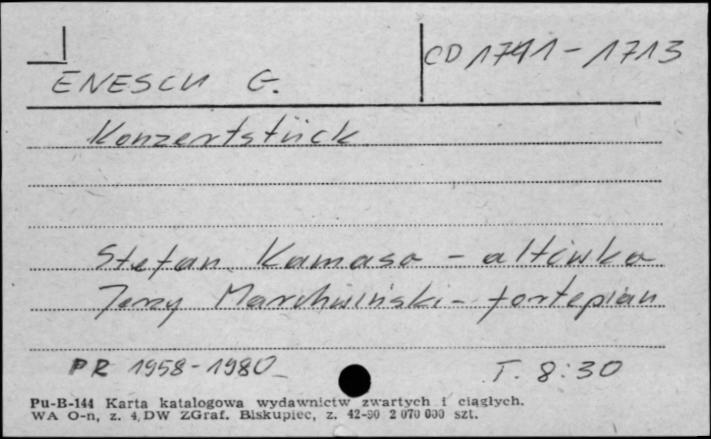 ENESCU G.
CD 1711-1713
Konzertstück
Stefan Kamasa - altówka
Jerzy Marchwiński - fortepian
PR 1958-1980
T. 8:30
Pu-B-144 Karta katalogowa wydawnictw zwartych i ciągłych.
WA O-n, z. 4, DW ZGraf. Biskupiec, z. 42-90 2 070 000 szt.